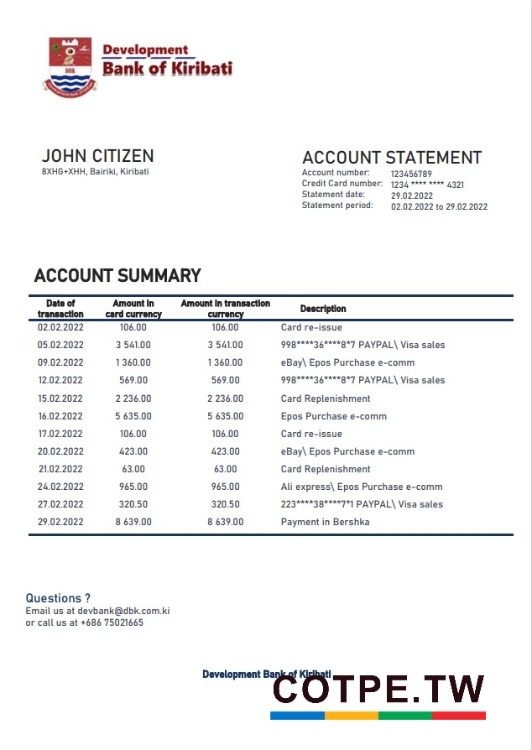 Development
Bank of Kiribati
JOHN CITIZEN
8XHG+XHH, Bairiki, Kiribati
ACCOUNT STATEMENT
Account number: 123456789
Credit Card number: 1234 **** **** 4321
Statement date: 29.02.2022
Statement period: 02.02.2022 to 29.02.2022
ACCOUNT SUMMARY
Date of transaction Amount in card currency Amount in transaction currency Description
02.02.2022 106.00 106.00 Card re-issue
05.02.2022 3 541.00 3 541.00 998****36****8*7 PAYPAL\ Visa sales
09.02.2022 1 360.00 1 360.00 eBay\ Epos Purchase e-comm
12.02.2022 569.00 569.00 998****36****8*7 PAYPAL\ Visa sales
15.02.2022 2 236.00 2 236.00 Card Replenishment
16.02.2022 5 635.00 5 635.00 Epos Purchase e-comm
17.02.2022 106.00 106.00 Card re-issue
20.02.2022 423.00 423.00 eBay\ Epos Purchase e-comm
21.02.2022 63.00 63.00 Card Replenishment
24.02.2022 965.00 965.00 Ali express\ Epos Purchase e-comm
27.02.2022 320.50 320.50 223****38****7*1 PAYPAL\ Visa sales
29.02.2022 8 639.00 8 639.00 Payment in Bershka
Questions ?
Email us at devbank@dbk.com.ki
or call us at +686 75021665
Development Bank of Kiribati
COTPE.TW